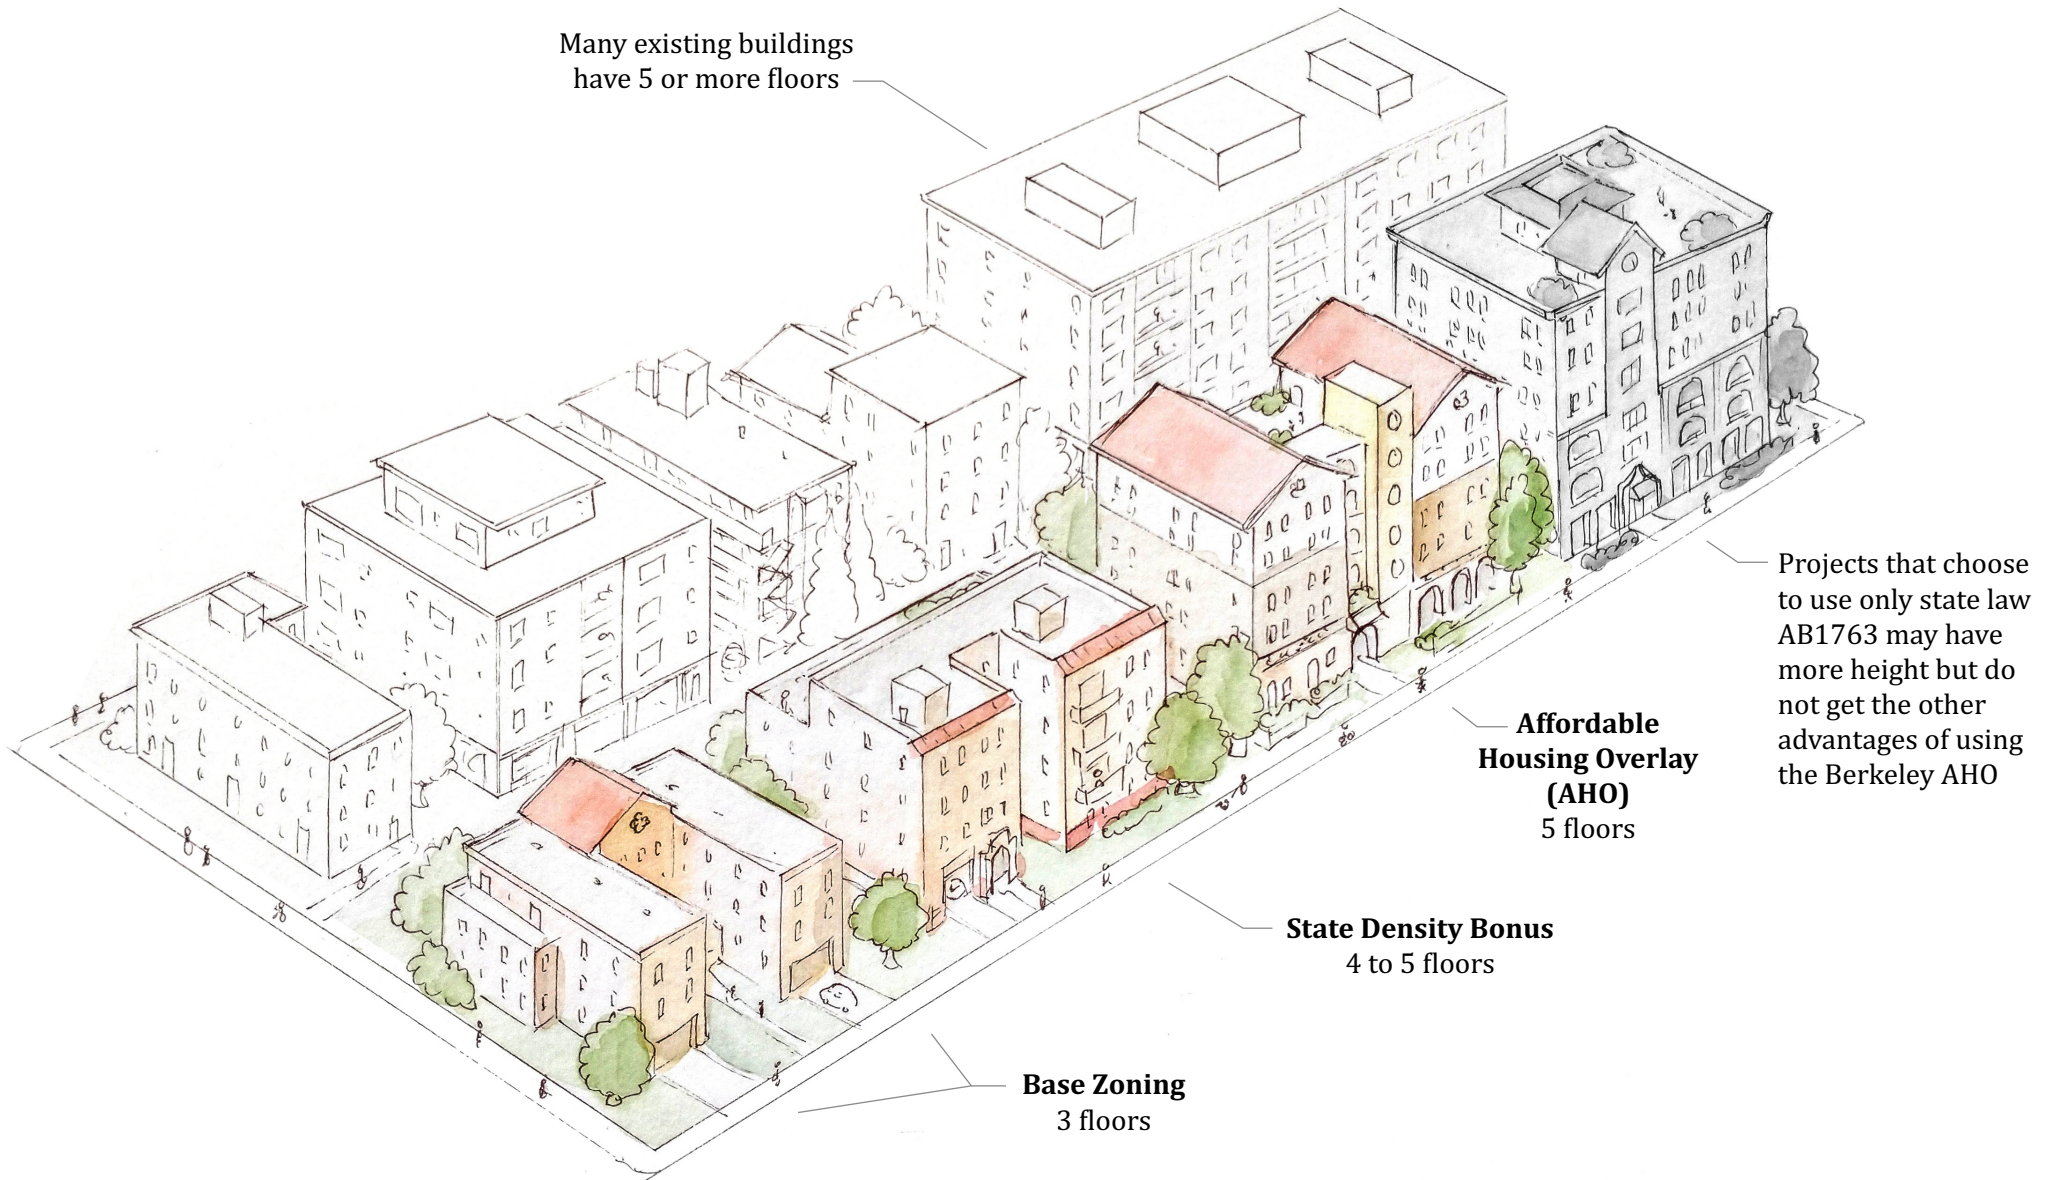 Many existing buildings
have 5 or more floors
Projects that choose
to use only state law
AB1763 may have
more height but do
not get the other
advantages of using
the Berkeley AHO
Affordable
Housing Overlay
(AHO)
5 floors
State Density Bonus
4 to 5 floors
Base Zoning
3 floors